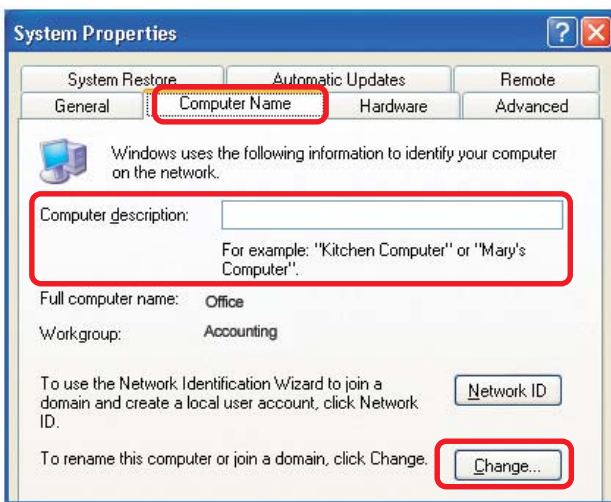 System Properties
System Restore Automatic Updates Remote
General Computer Name Hardware Advanced
Windows uses the following information to identify your computer
on the network.
Computer description:
For example: "Kitchen Computer" or "Mary's
Computer".
Full computer name: Office
Workgroup: Accounting
To use the Network Identification Wizard to join a
domain and create a local user account, click Network
ID.
Network ID
To rename this computer or join a domain, click Change.
Change...